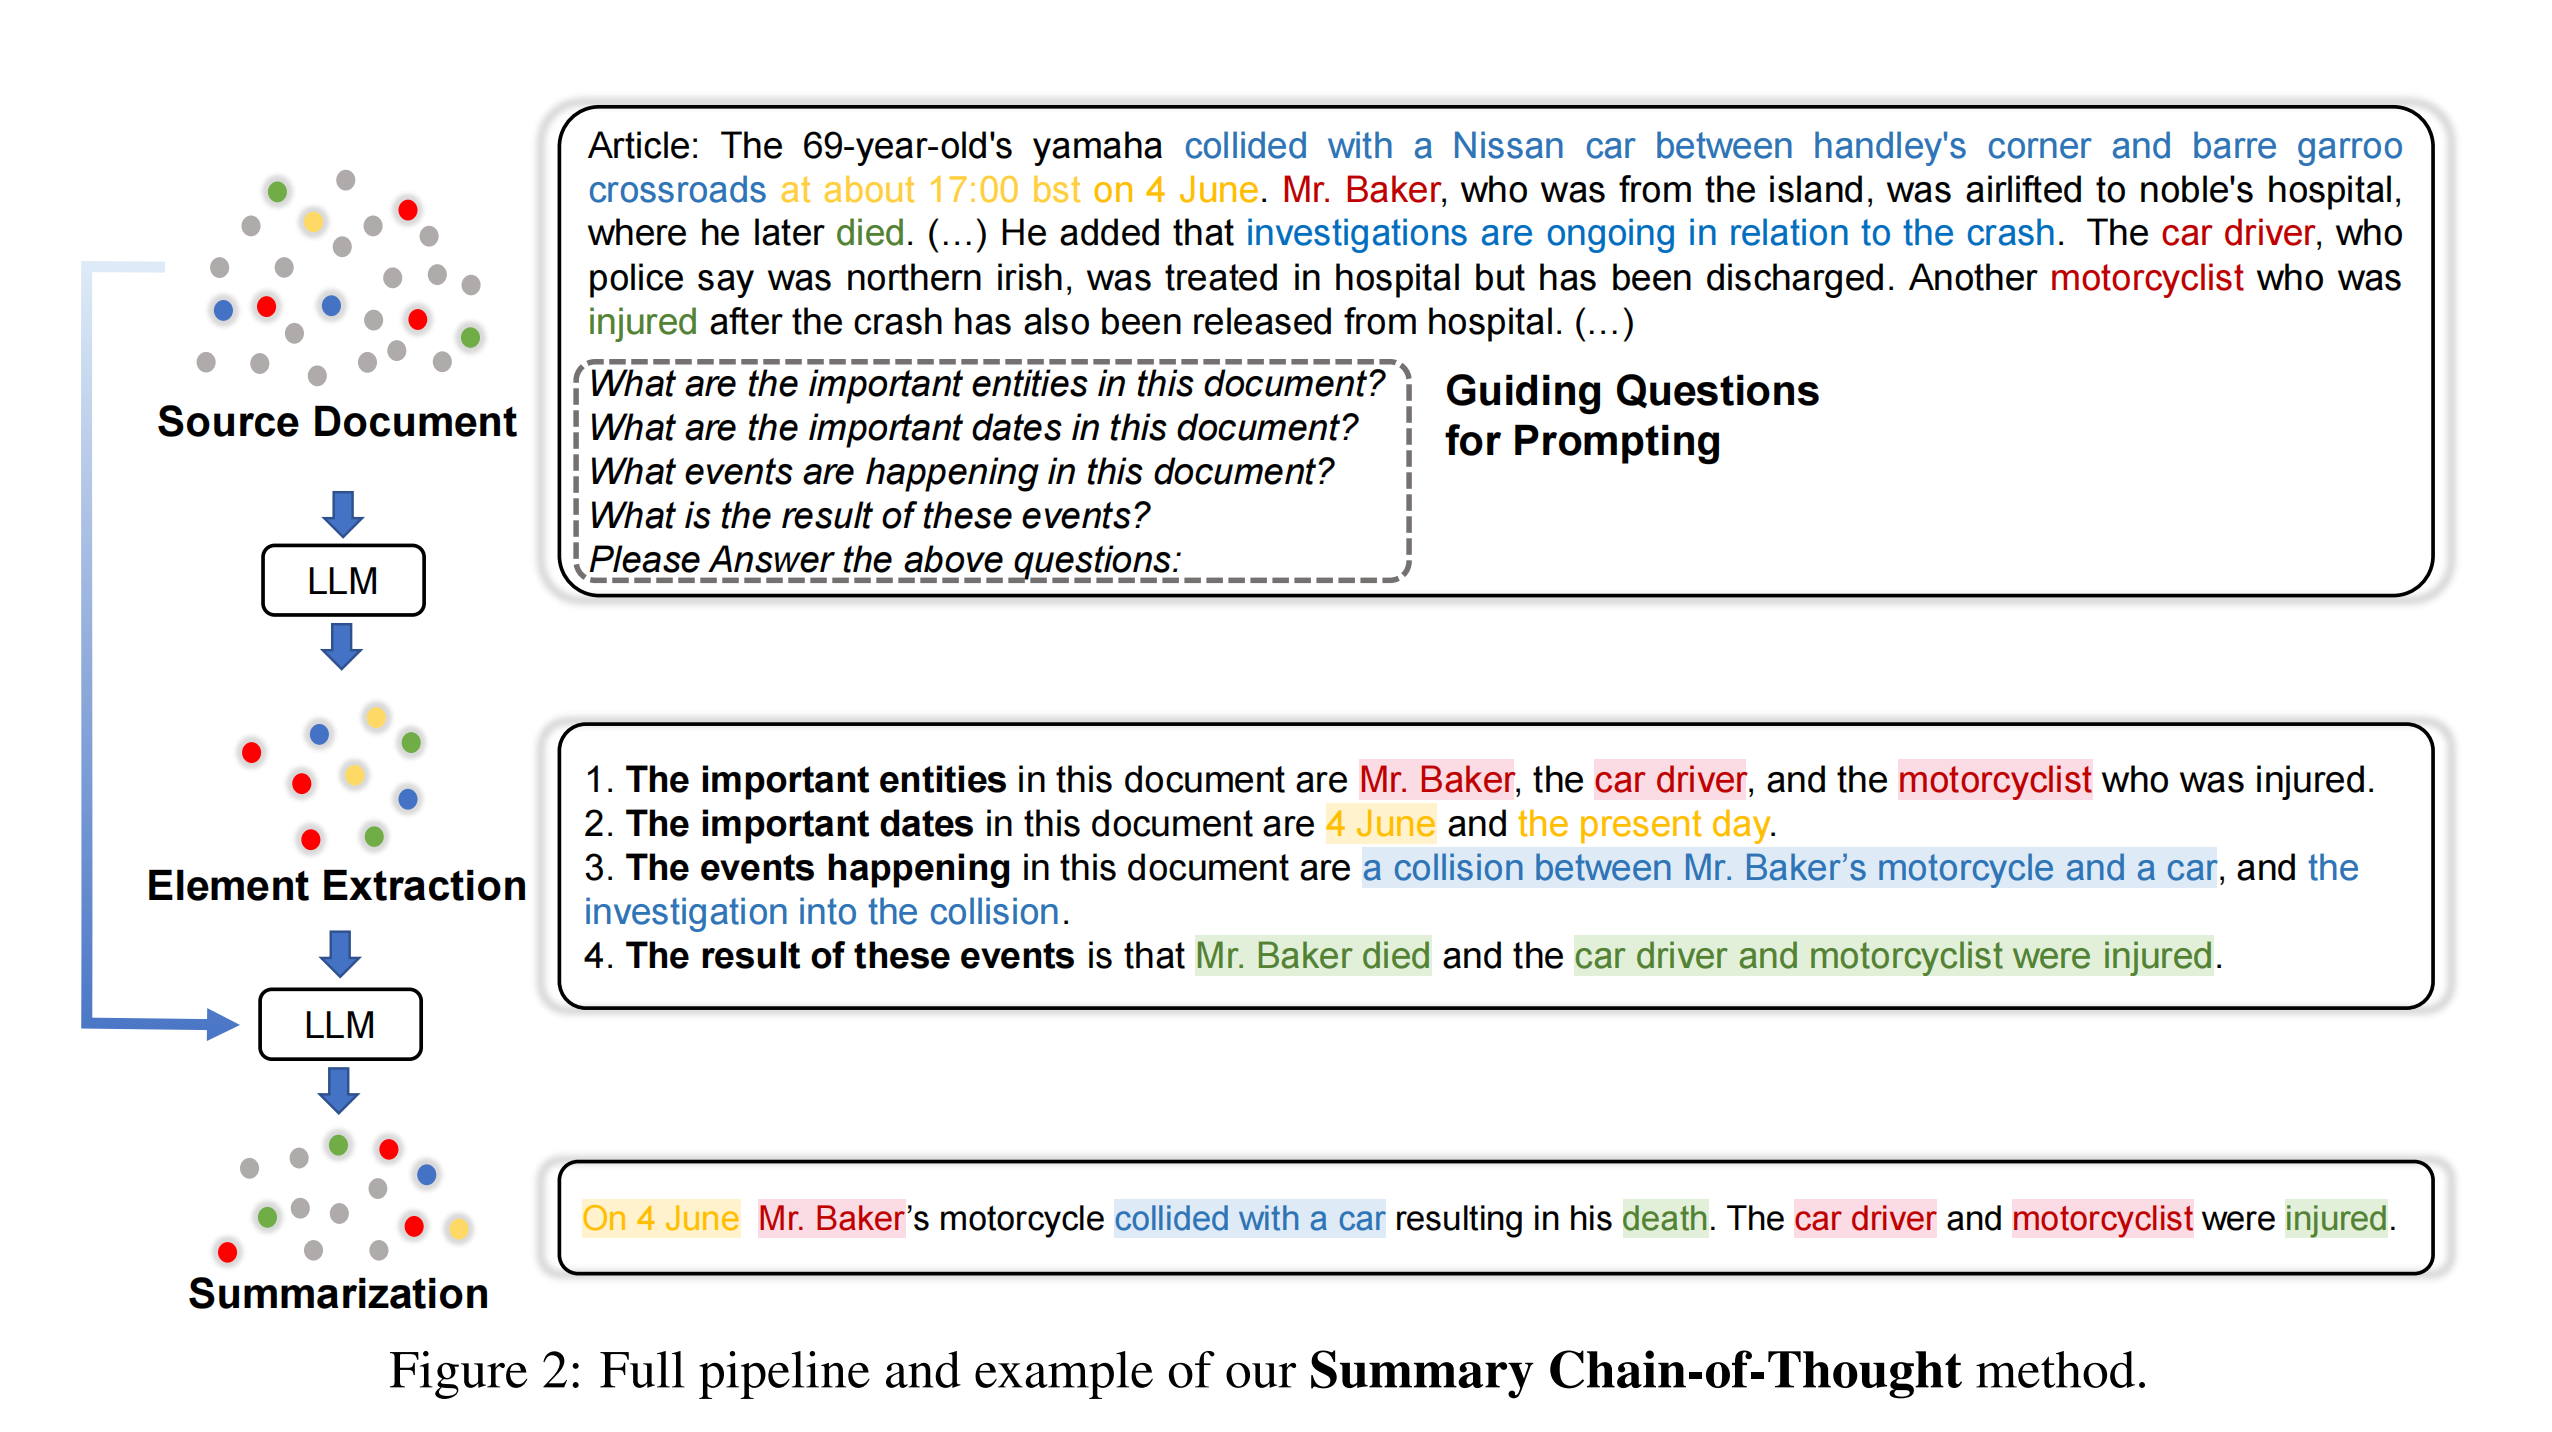 Article: The 69-year-old's yamaha collided with a Nissan car between handley's corner and barre garroo
crossroads at about 17:00 bst on 4 June. Mr. Baker, who was from the island, was airlifted to noble's hospital,
where he later died. (…) He added that investigations are ongoing in relation to the crash. The car driver, who
police say was northern irish, was treated in hospital but has been discharged. Another motorcyclist who was
injured after the crash has also been released from hospital. (…)
What are the important entities in this document?
What are the important dates in this document?
What events are happening in this document?
What is the result of these events?
Please Answer the above questions:
Guiding Questions
for Prompting
Source Document
LLM
1. The important entities in this document are Mr. Baker, the car driver, and the motorcyclist who was injured.
2. The important dates in this document are 4 June and the present day.
3. The events happening in this document are a collision between Mr. Baker’s motorcycle and a car, and the
investigation into the collision.
4. The result of these events is that Mr. Baker died and the car driver and motorcyclist were injured.
Element Extraction
LLM
On 4 June Mr. Baker’s motorcycle collided with a car resulting in his death. The car driver and motorcyclist were injured.
Summarization
Figure 2: Full pipeline and example of our Summary Chain-of-Thought method.